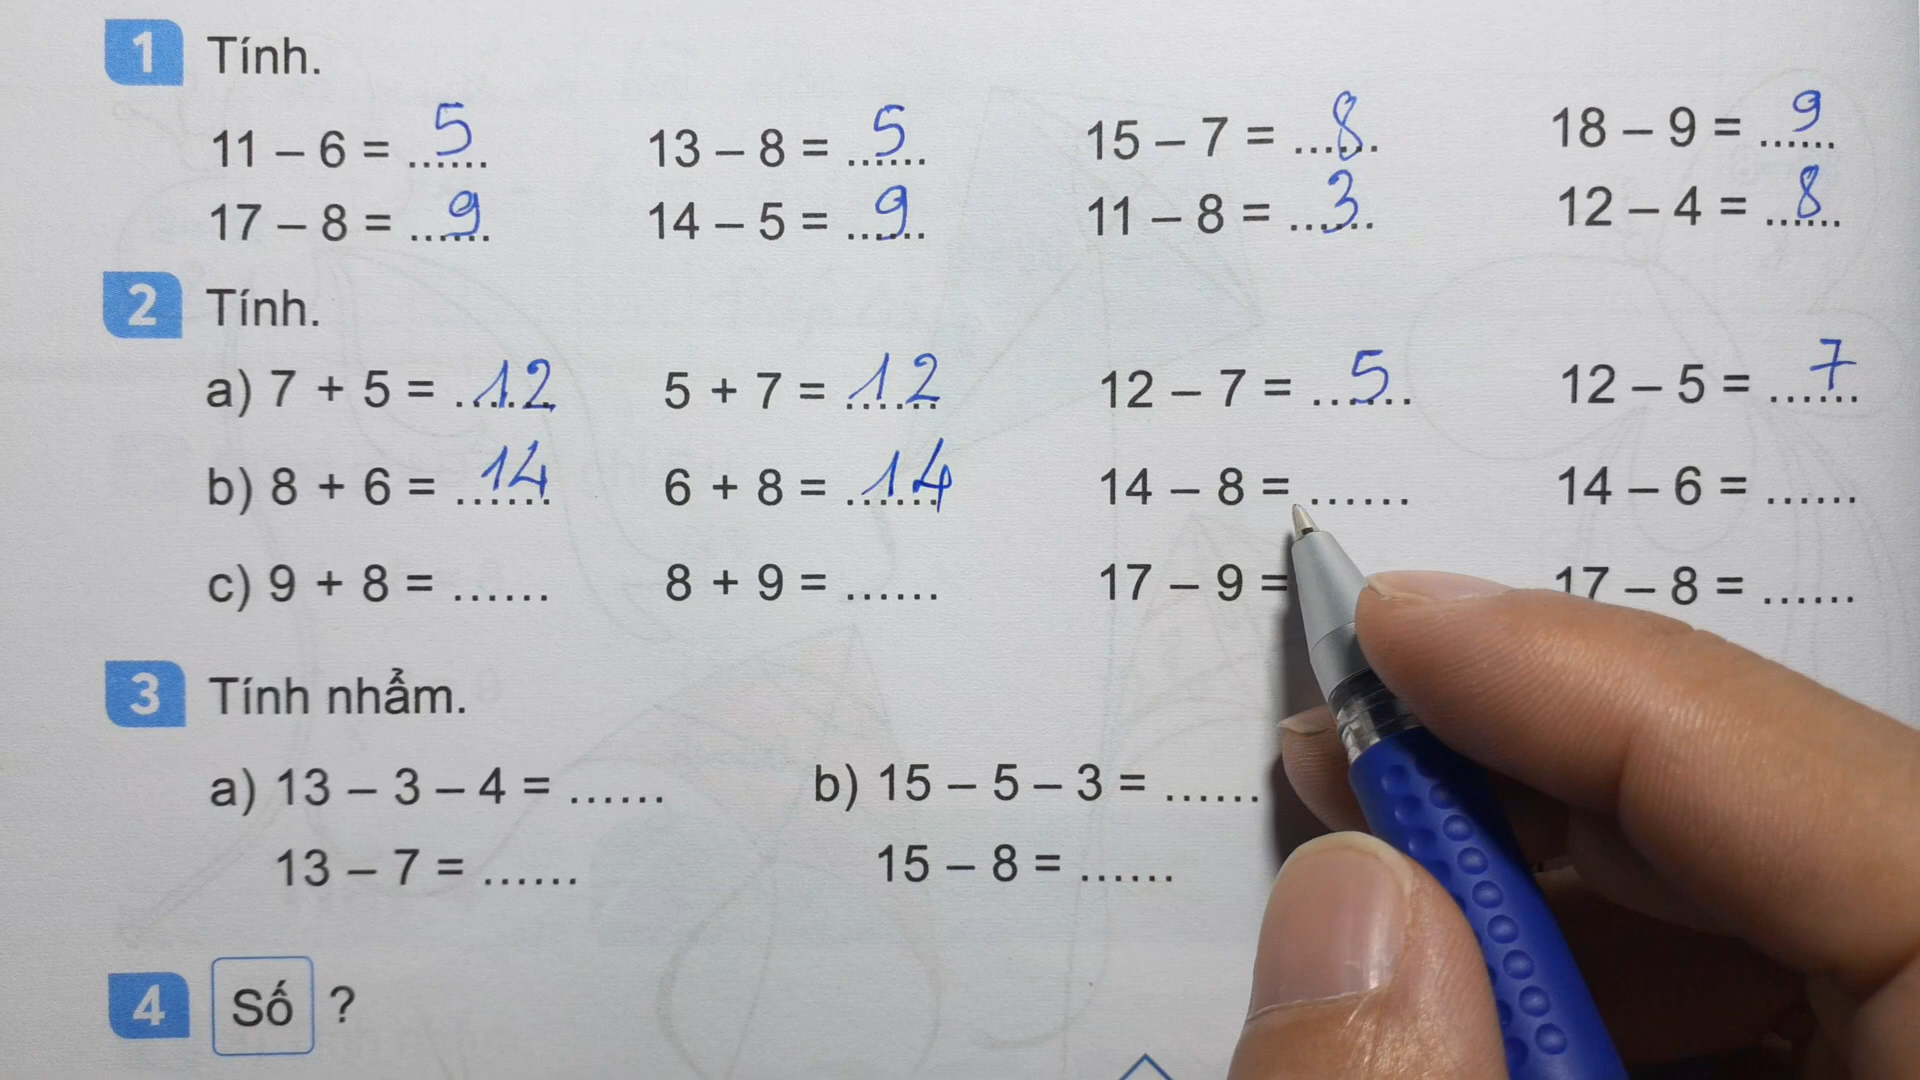 1 Tính.
11 – 6 = ...5... 13 – 8 = ...5... 15 – 7 = ...8... 18 – 9 = ...9...
17 – 8 = ...9... 14 – 5 = ...9... 11 – 8 = ...3... 12 – 4 = ...8...
2 Tính.
a) 7 + 5 = ...12... 5 + 7 = ...12... 12 – 7 = ...5... 12 – 5 = ...7...
b) 8 + 6 = ...14... 6 + 8 = ...14... 14 – 8 = ...... 14 – 6 = ......
c) 9 + 8 = ...... 8 + 9 = ...... 17 – 9 = 17 – 8 = ......
3 Tính nhẩm.
a) 13 – 3 – 4 = ...... b) 15 – 5 – 3 = ......
13 – 7 = ...... 15 – 8 = ......
4 Số ?